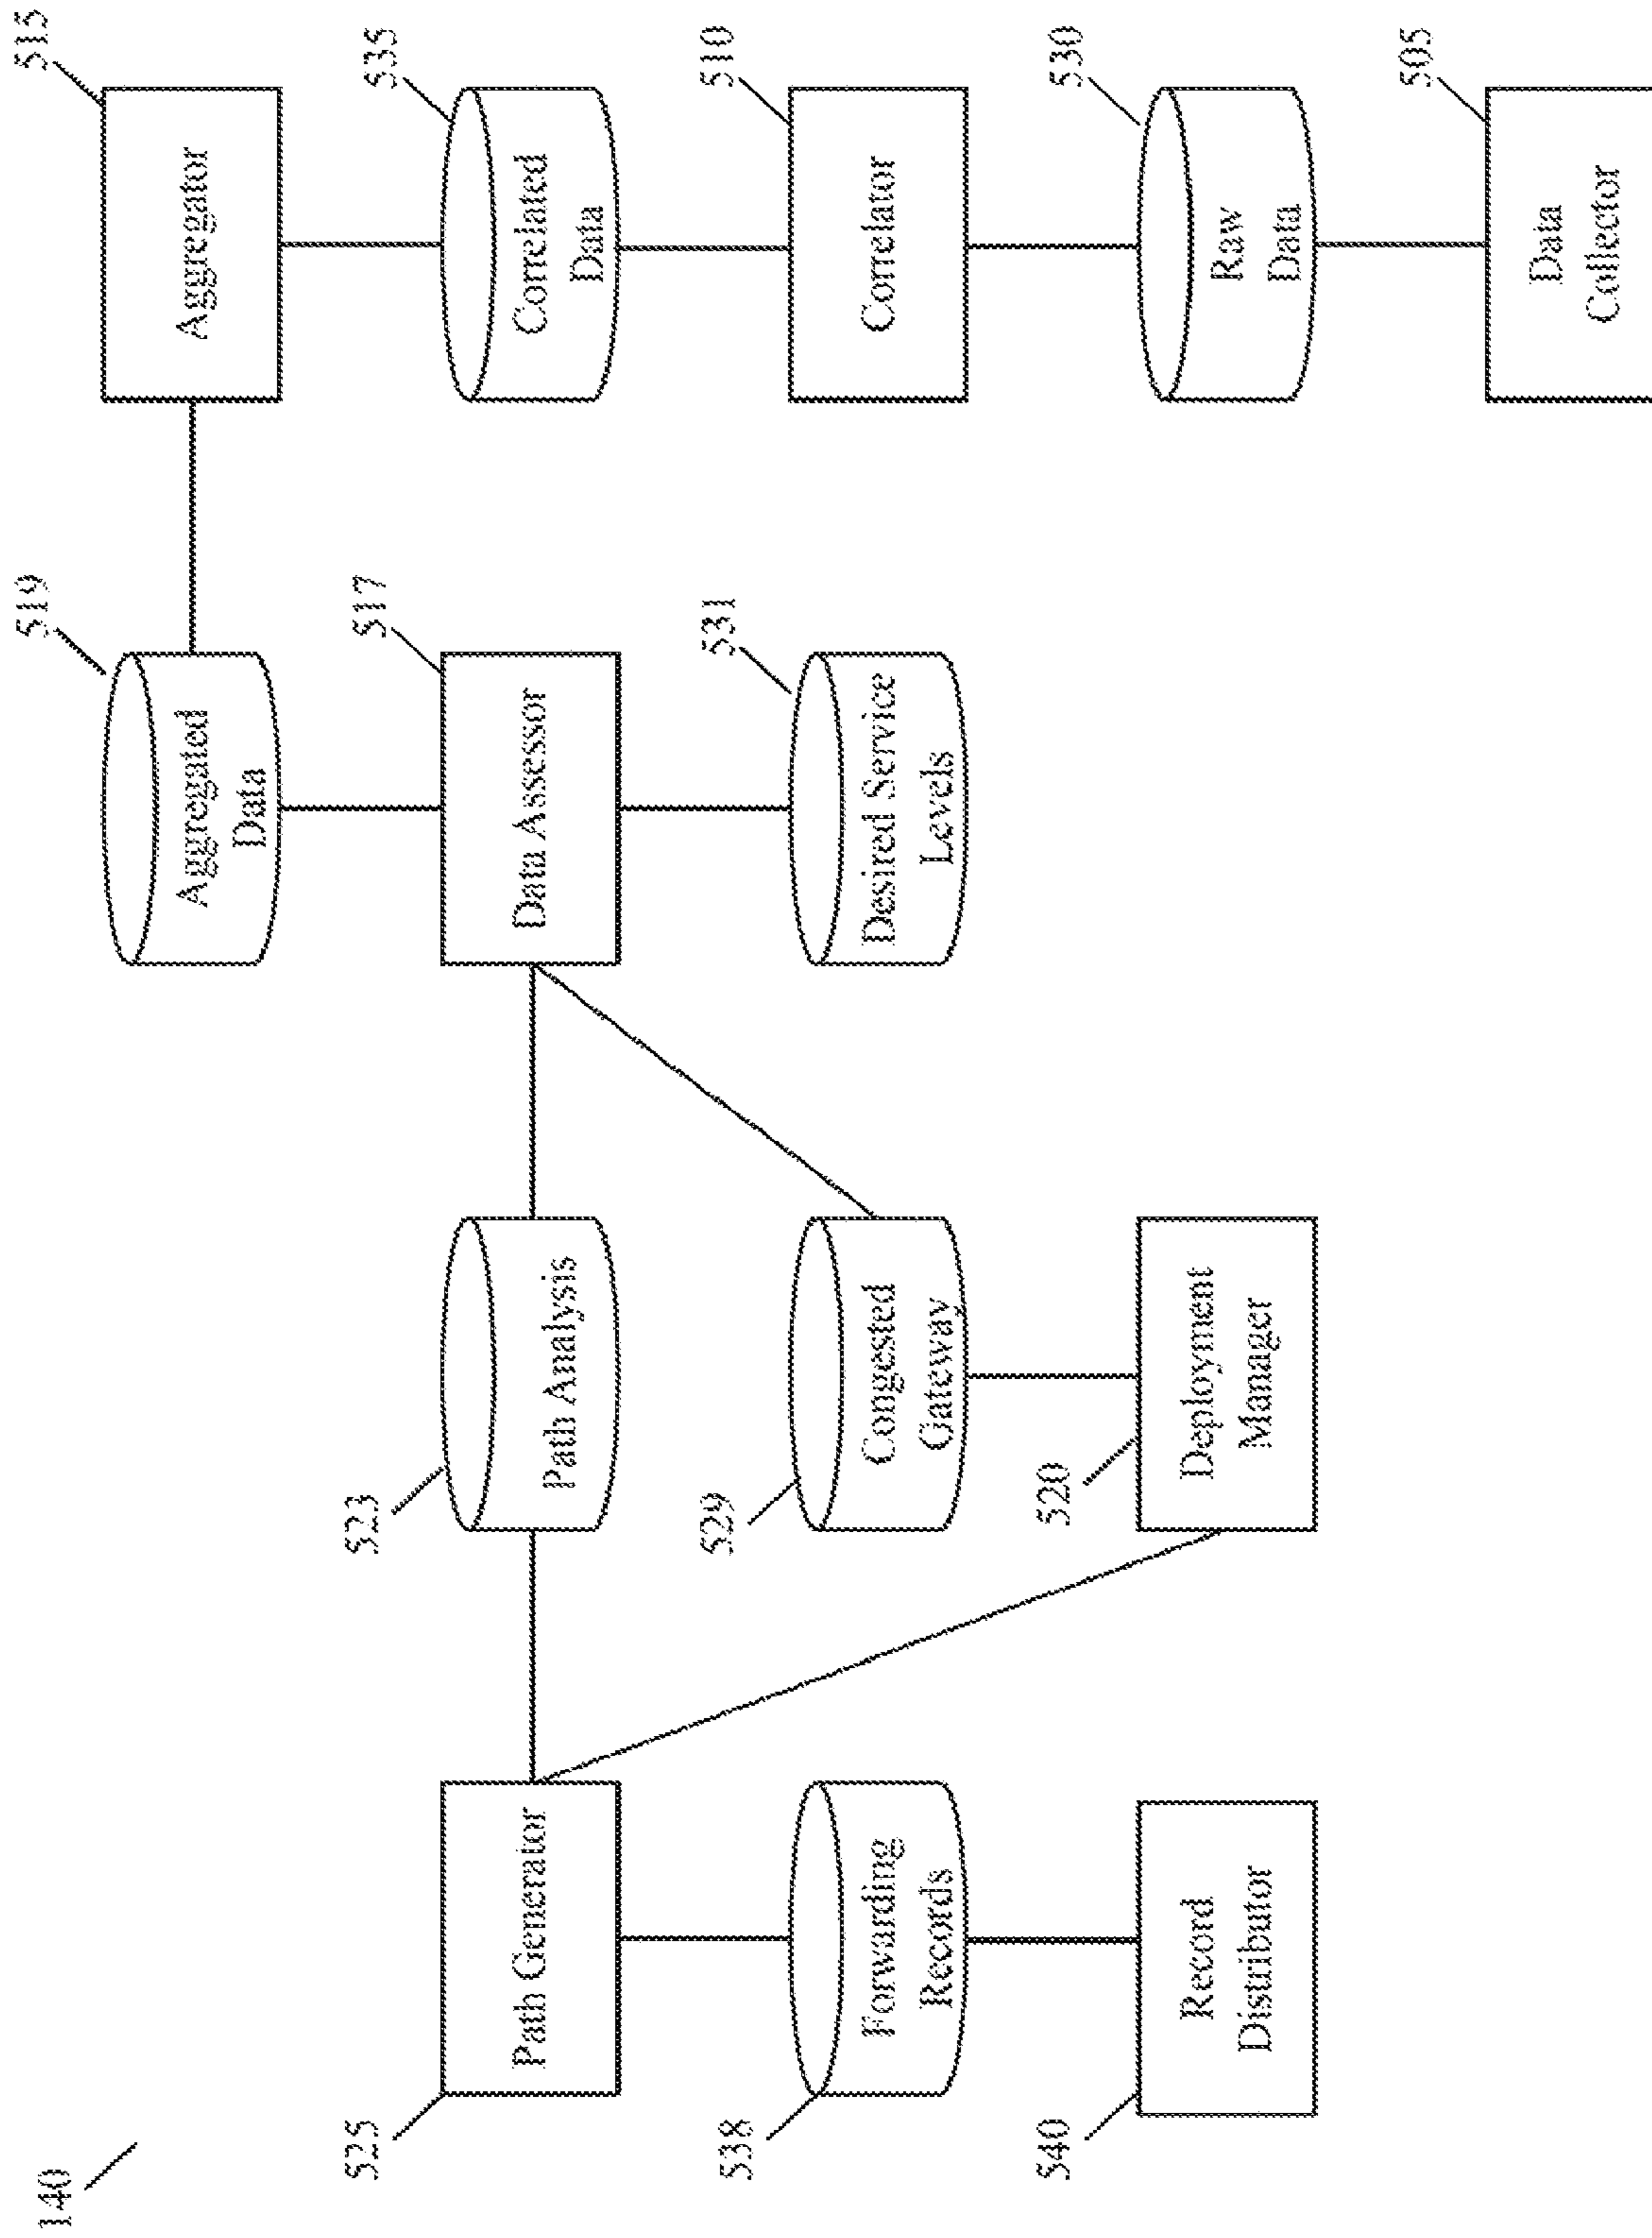 140
525
Path Generator
538
Forwarding
Records
540
Record
Distributor
523
Path Analysis
529
Congested
Gateway
520
Deployment
Manager
519
Aggregated
Data
517
Data Assessor
531
Desired Service
Levels
515
Aggregator
535
Correlated
Data
510
Correlator
530
Raw
Data
505
Data
Collector